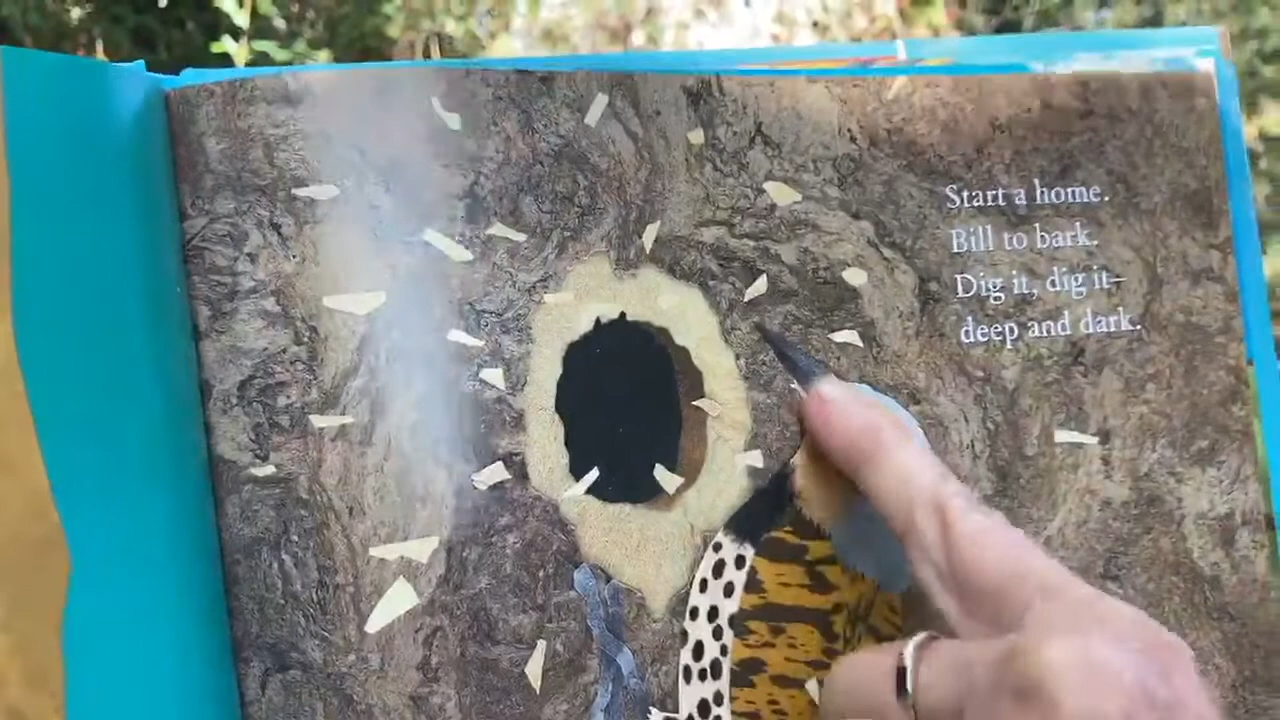 Start a home.
Bill to bark.
Dig it, dig it–
deep and dark.